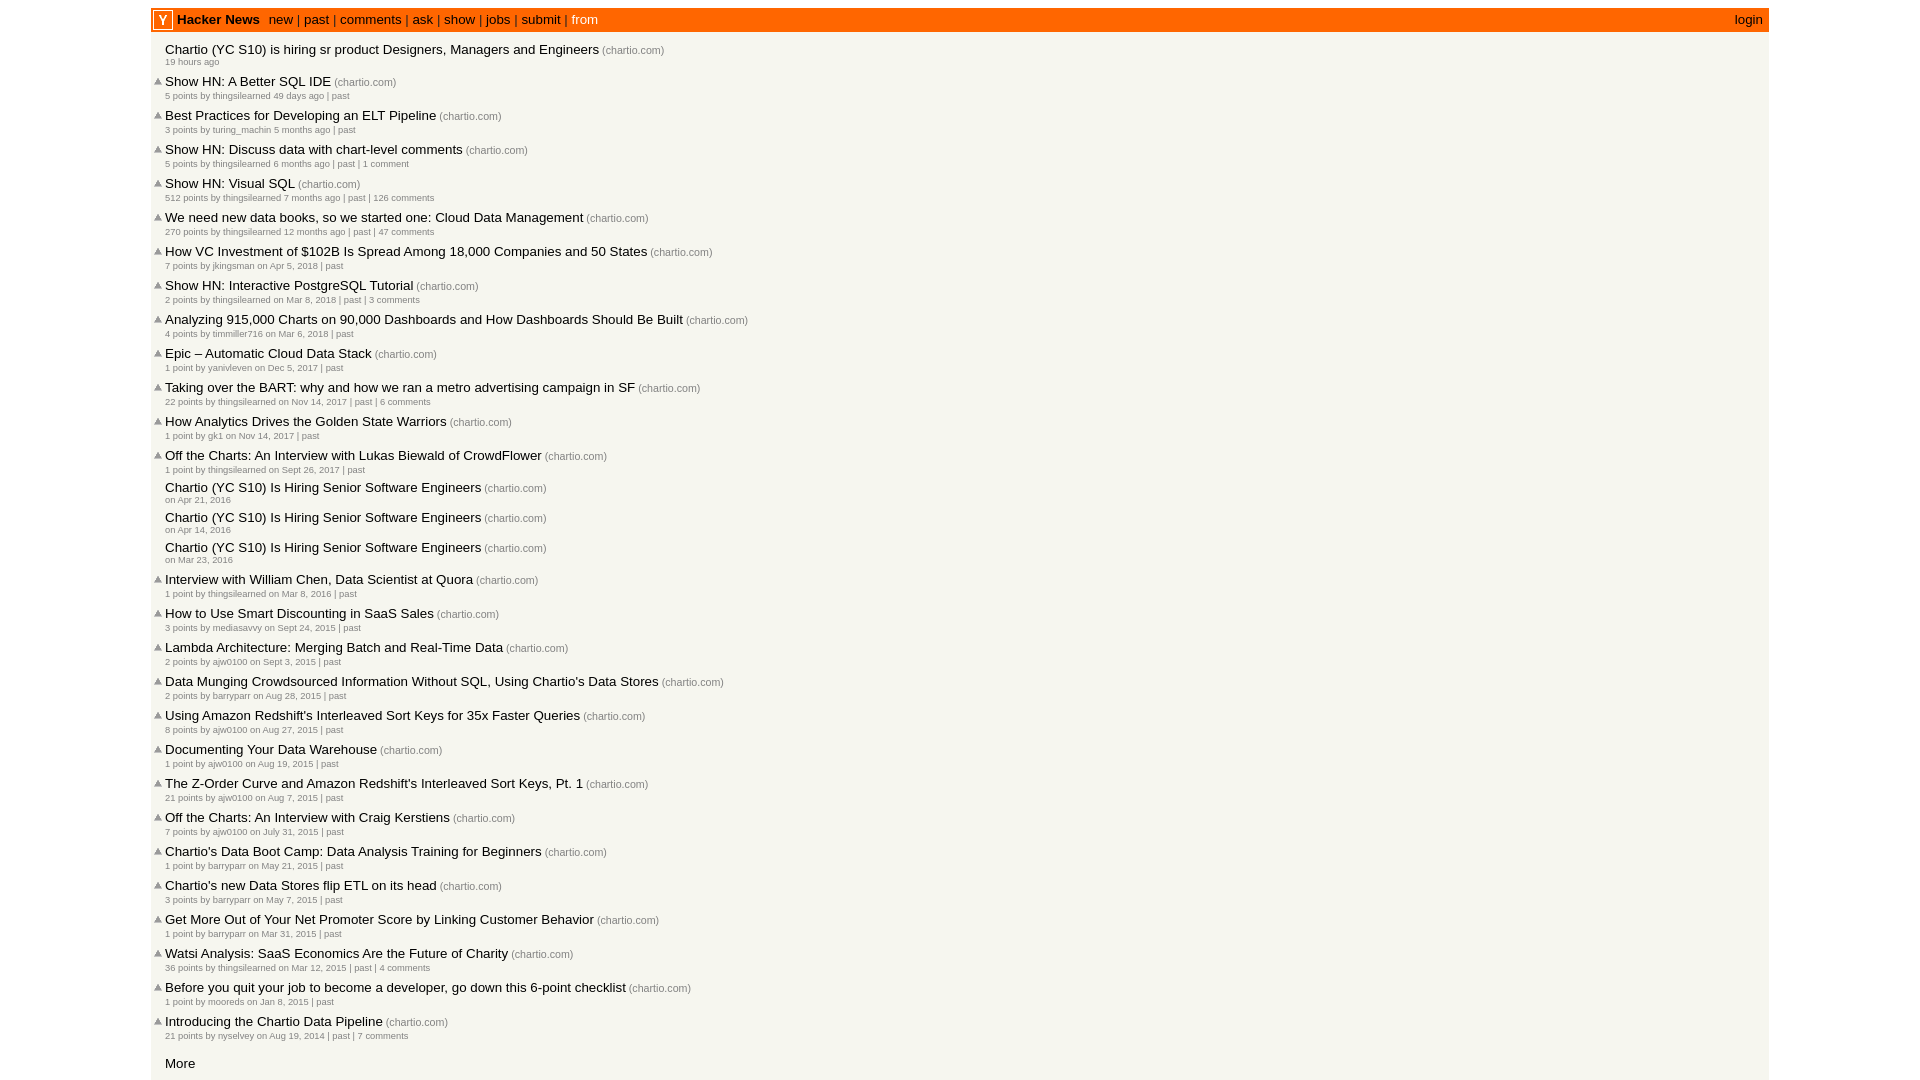 Y Hacker News new | past | comments | ask | show | jobs | submit | from login
Chartio (YC S10) is hiring sr product Designers, Managers and Engineers (chartio.com)
19 hours ago
Show HN: A Better SQL IDE (chartio.com)
5 points by thingsilearned 49 days ago | past
Best Practices for Developing an ELT Pipeline (chartio.com)
3 points by turing_machin 5 months ago | past
Show HN: Discuss data with chart-level comments (chartio.com)
5 points by thingsilearned 6 months ago | past | 1 comment
Show HN: Visual SQL (chartio.com)
512 points by thingsilearned 7 months ago | past | 126 comments
We need new data books, so we started one: Cloud Data Management (chartio.com)
270 points by thingsilearned 12 months ago | past | 47 comments
How VC Investment of $102B Is Spread Among 18,000 Companies and 50 States (chartio.com)
7 points by jkingsman on Apr 5, 2018 | past
Show HN: Interactive PostgreSQL Tutorial (chartio.com)
2 points by thingsilearned on Mar 8, 2018 | past | 3 comments
Analyzing 915,000 Charts on 90,000 Dashboards and How Dashboards Should Be Built (chartio.com)
4 points by timmiller716 on Mar 6, 2018 | past
Epic – Automatic Cloud Data Stack (chartio.com)
1 point by yanivleven on Dec 5, 2017 | past
Taking over the BART: why and how we ran a metro advertising campaign in SF (chartio.com)
22 points by thingsilearned on Nov 14, 2017 | past | 6 comments
How Analytics Drives the Golden State Warriors (chartio.com)
1 point by gk1 on Nov 14, 2017 | past
Off the Charts: An Interview with Lukas Biewald of CrowdFlower (chartio.com)
1 point by thingsilearned on Sept 26, 2017 | past
Chartio (YC S10) Is Hiring Senior Software Engineers (chartio.com)
on Apr 21, 2016
Chartio (YC S10) Is Hiring Senior Software Engineers (chartio.com)
on Apr 14, 2016
Chartio (YC S10) Is Hiring Senior Software Engineers (chartio.com)
on Mar 23, 2016
Interview with William Chen, Data Scientist at Quora (chartio.com)
1 point by thingsilearned on Mar 8, 2016 | past
How to Use Smart Discounting in SaaS Sales (chartio.com)
3 points by mediasavvy on Sept 24, 2015 | past
Lambda Architecture: Merging Batch and Real-Time Data (chartio.com)
2 points by ajw0100 on Sept 3, 2015 | past
Data Munging Crowdsourced Information Without SQL, Using Chartio's Data Stores (chartio.com)
2 points by barryparr on Aug 28, 2015 | past
Using Amazon Redshift's Interleaved Sort Keys for 35x Faster Queries (chartio.com)
8 points by ajw0100 on Aug 27, 2015 | past
Documenting Your Data Warehouse (chartio.com)
1 point by ajw0100 on Aug 19, 2015 | past
The Z-Order Curve and Amazon Redshift's Interleaved Sort Keys, Pt. 1 (chartio.com)
21 points by ajw0100 on Aug 7, 2015 | past
Off the Charts: An Interview with Craig Kerstiens (chartio.com)
7 points by ajw0100 on July 31, 2015 | past
Chartio's Data Boot Camp: Data Analysis Training for Beginners (chartio.com)
1 point by barryparr on May 21, 2015 | past
Chartio's new Data Stores flip ETL on its head (chartio.com)
3 points by barryparr on May 7, 2015 | past
Get More Out of Your Net Promoter Score by Linking Customer Behavior (chartio.com)
1 point by barryparr on Mar 31, 2015 | past
Watsi Analysis: SaaS Economics Are the Future of Charity (chartio.com)
36 points by thingsilearned on Mar 12, 2015 | past | 4 comments
Before you quit your job to become a developer, go down this 6-point checklist (chartio.com)
1 point by mooreds on Jan 8, 2015 | past
Introducing the Chartio Data Pipeline (chartio.com)
21 points by nyselvey on Aug 19, 2014 | past | 7 comments
More